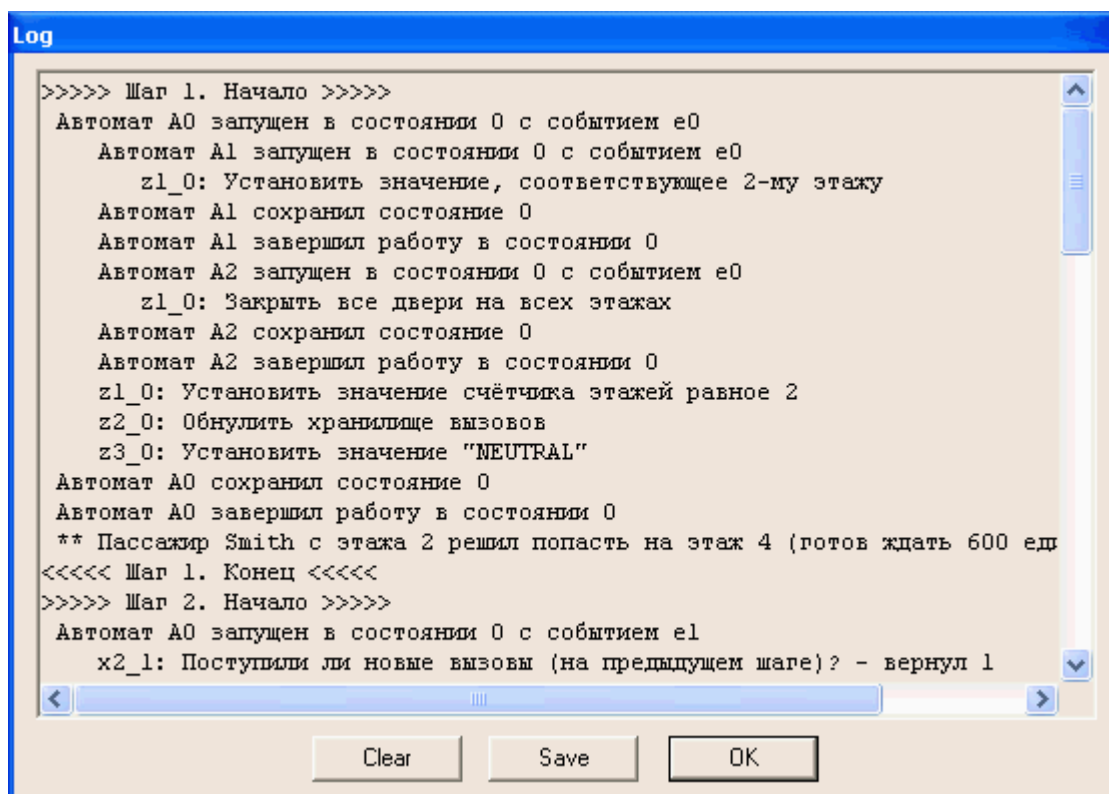 Log
>>>>> Шаг 1. Начало >>>>>
Автомат A0 запущен в состоянии 0 с событием e0
Автомат A1 запущен в состоянии 0 с событием e0
z1_0: Установить значение, соответствующее 2-му этажу
Автомат A1 сохранил состояние 0
Автомат A1 завершил работу в состоянии 0
Автомат A2 запущен в состоянии 0 с событием e0
z1_0: Закрыть все двери на всех этажах
Автомат A2 сохранил состояние 0
Автомат A2 завершил работу в состоянии 0
z1_0: Установить значение счётчика этажей равное 2
z2_0: Обнулить хранилище вызовов
z3_0: Установить значение "NEUTRAL"
Автомат A0 сохранил состояние 0
Автомат A0 завершил работу в состоянии 0
** Пассажир Smith с этажа 2 решил попасть на этаж 4 (готов ждать 600
<<<<< Шаг 1. Конец <<<<<
>>>>> Шаг 2. Начало >>>>>
Автомат A0 запущен в состоянии 0 с событием e1
x2_1: Поступили ли новые вызовы (на предыдущем шаге)? - вернул 1
Clear Save OK